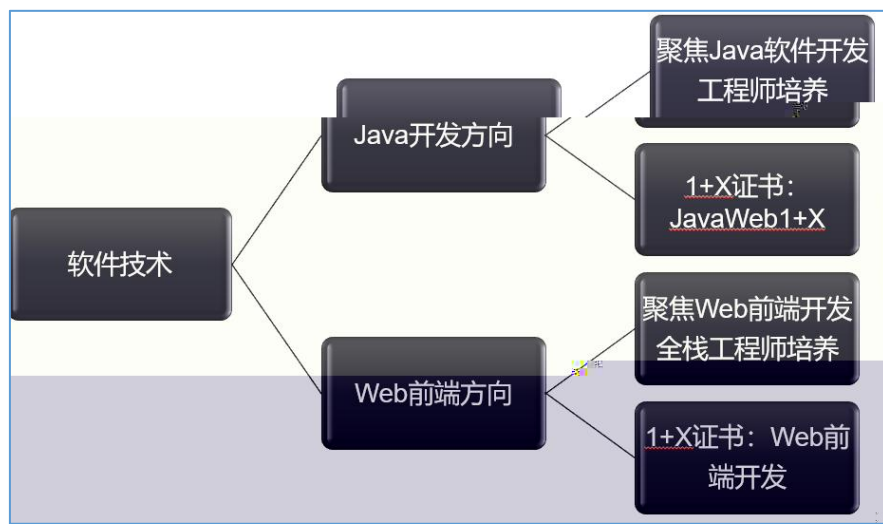 软件技术
Java开发方向
聚焦Java软件开发
工程师培养
1+X证书：
JavaWeb1+X
Web前端方向
聚焦Web前端开发
全栈工程师培养
1+X证书：Web前
端开发